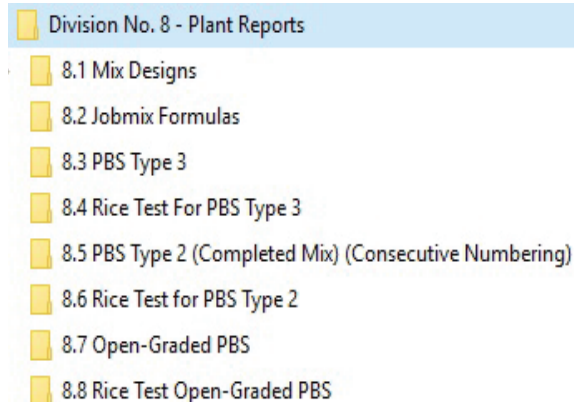 Division No. 8 - Plant Reports
8.1 Mix Designs
8.2 Jobmix Formulas
8.3 PBS Type 3
8.4 Rice Test For PBS Type 3
8.5 PBS Type 2 (Completed Mix) (Consecutive Numbering)
8.6 Rice Test for PBS Type 2
8.7 Open-Graded PBS
8.8 Rice Test Open-Graded PBS